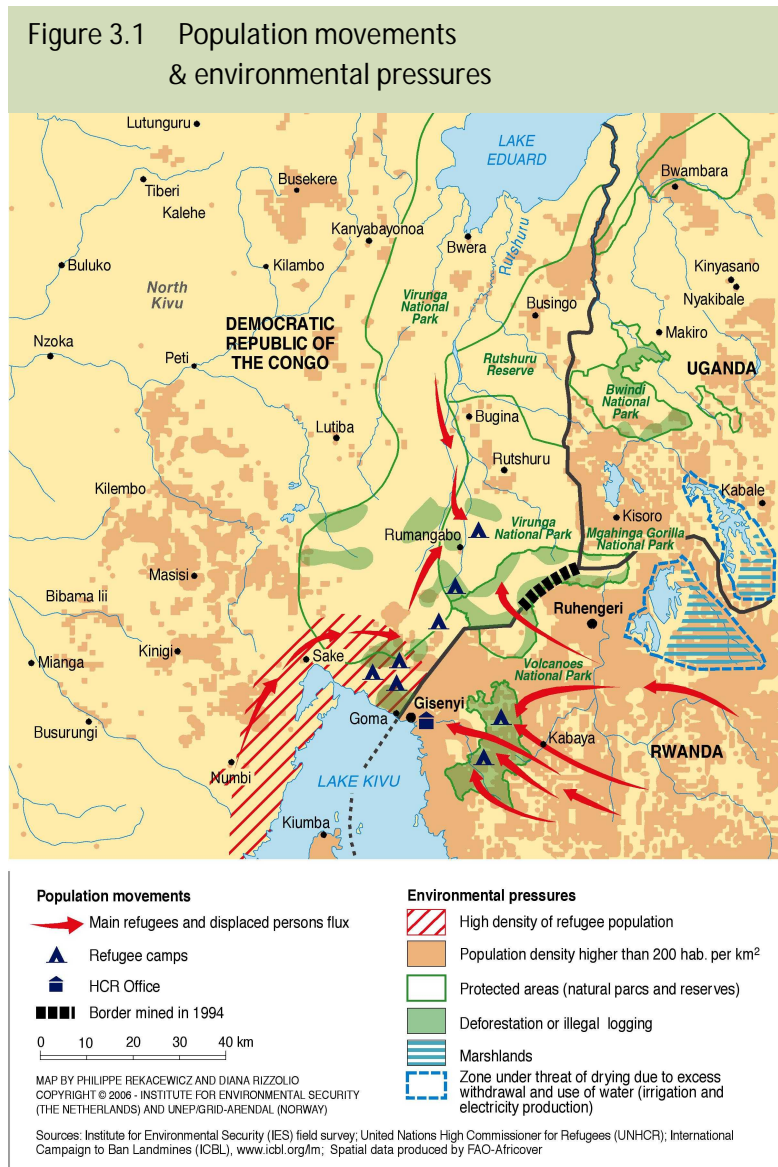 Figure 3.1 Population movements
& environmental pressures
Lutunguru
LAKE
EDUARD
Bwambara
Busekere
Tiberi
Kalehe
Kanyabayonoa
Bwera
Rutshuru
Buluko
Kilambo
Kinyasano
Nyakibale
North
Kivu
Virunga
National
Park
Busingo
DEMOCRATIC
REPUBLIC OF
THE CONGO
Makiro
Nzoka
Peti
Rutshuru
Reserve
UGANDA
Bwindi
National
Park
Bugina
Lutiba
Rutshuru
Kilembo
Kabale
Virunga
National Park
Kisoro
Rumangabo
Mgahinga Gorilla
National Park
Masisi
Bibama Iii
Ruhengeri
Kinigi
Sake
Mianga
Volcanoes
National Park
Gisenyi
Goma
Busurungi
Kabaya
RWANDA
Numbi
LAKE KIVU
Kiumba
Population movements
Main refugees and displaced persons flux
Refugee camps
HCR Office
Border mined in 1994
0 10 20 30 40 km
MAP BY PHILIPPE REKACEWICZ AND DIANA RIZZOLIO
COPYRIGHT © 2006 - INSTITUTE FOR ENVIRONMENTAL SECURITY
(THE NETHERLANDS) AND UNEP/GRID-ARENDAL (NORWAY)
Environmental pressures
High density of refugee population
Population density higher than 200 hab. per km²
Protected areas (natural parcs and reserves)
Deforestation or illegal logging
Marshlands
Zone under threat of drying due to excess
withdrawal and use of water (irrigation and
electricity production)
Sources: Institute for Environmental Security (IES) field survey; United Nations High Commissioner for Refugees (UNHCR); International
Campaign to Ban Landmines (ICBL), www.icbl.org/lm; Spatial data produced by FAO-Africover